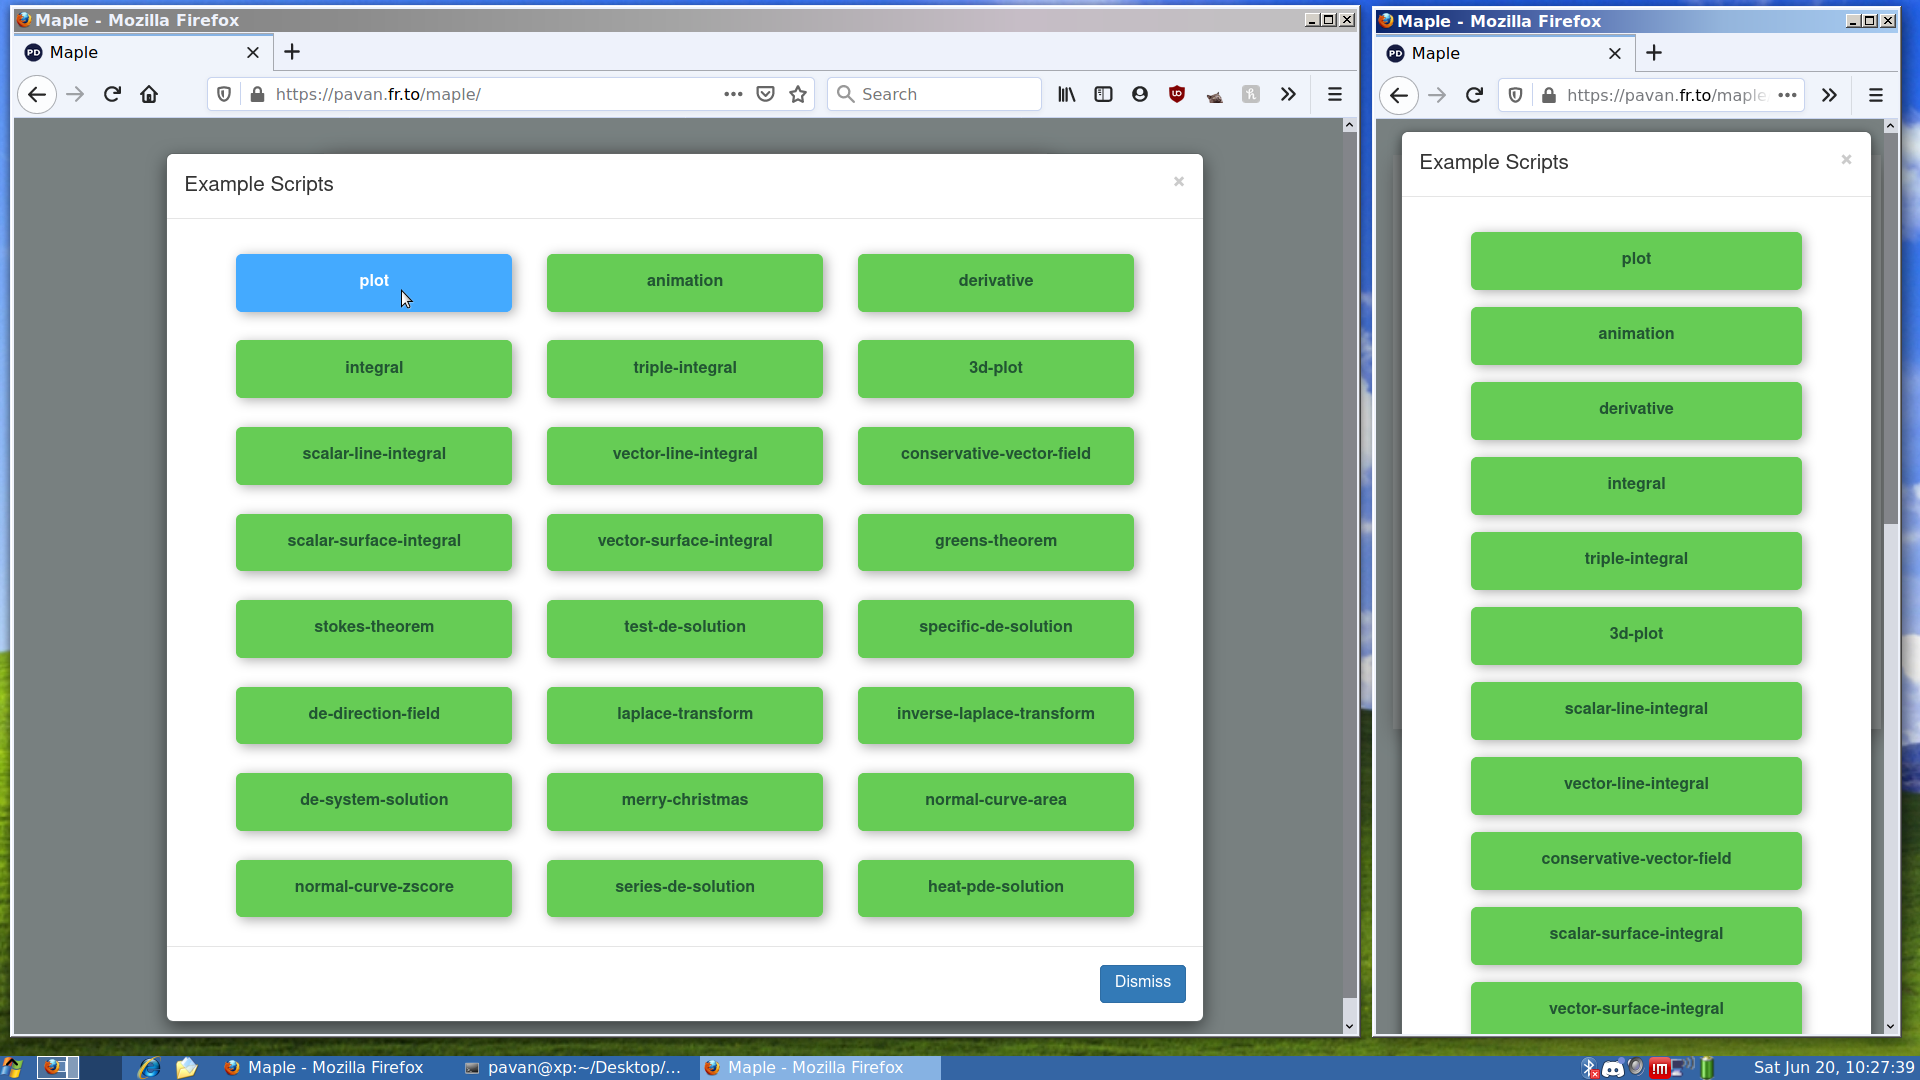 Maple - Mozilla Firefox
PD Maple
https://pavan.fr.to/maple/
Search
Example Scripts
plot animation derivative
integral triple-integral 3d-plot
scalar-line-integral vector-line-integral conservative-vector-field
scalar-surface-integral vector-surface-integral greens-theorem
stokes-theorem test-de-solution specific-de-solution
de-direction-field laplace-transform inverse-laplace-transform
de-system-solution merry-christmas normal-curve-area
normal-curve-zscore series-de-solution heat-pde-solution
Dismiss
Maple - Mozilla Firefox
PD Maple
https://pavan.fr.to/maple
Example Scripts
plot
animation
derivative
integral
triple-integral
3d-plot
scalar-line-integral
vector-line-integral
conservative-vector-field
scalar-surface-integral
vector-surface-integral
Maple - Mozilla Firefox pavan@xp:~/Desktop/... Maple - Mozilla Firefox !m Sat Jun 20, 10:27:39